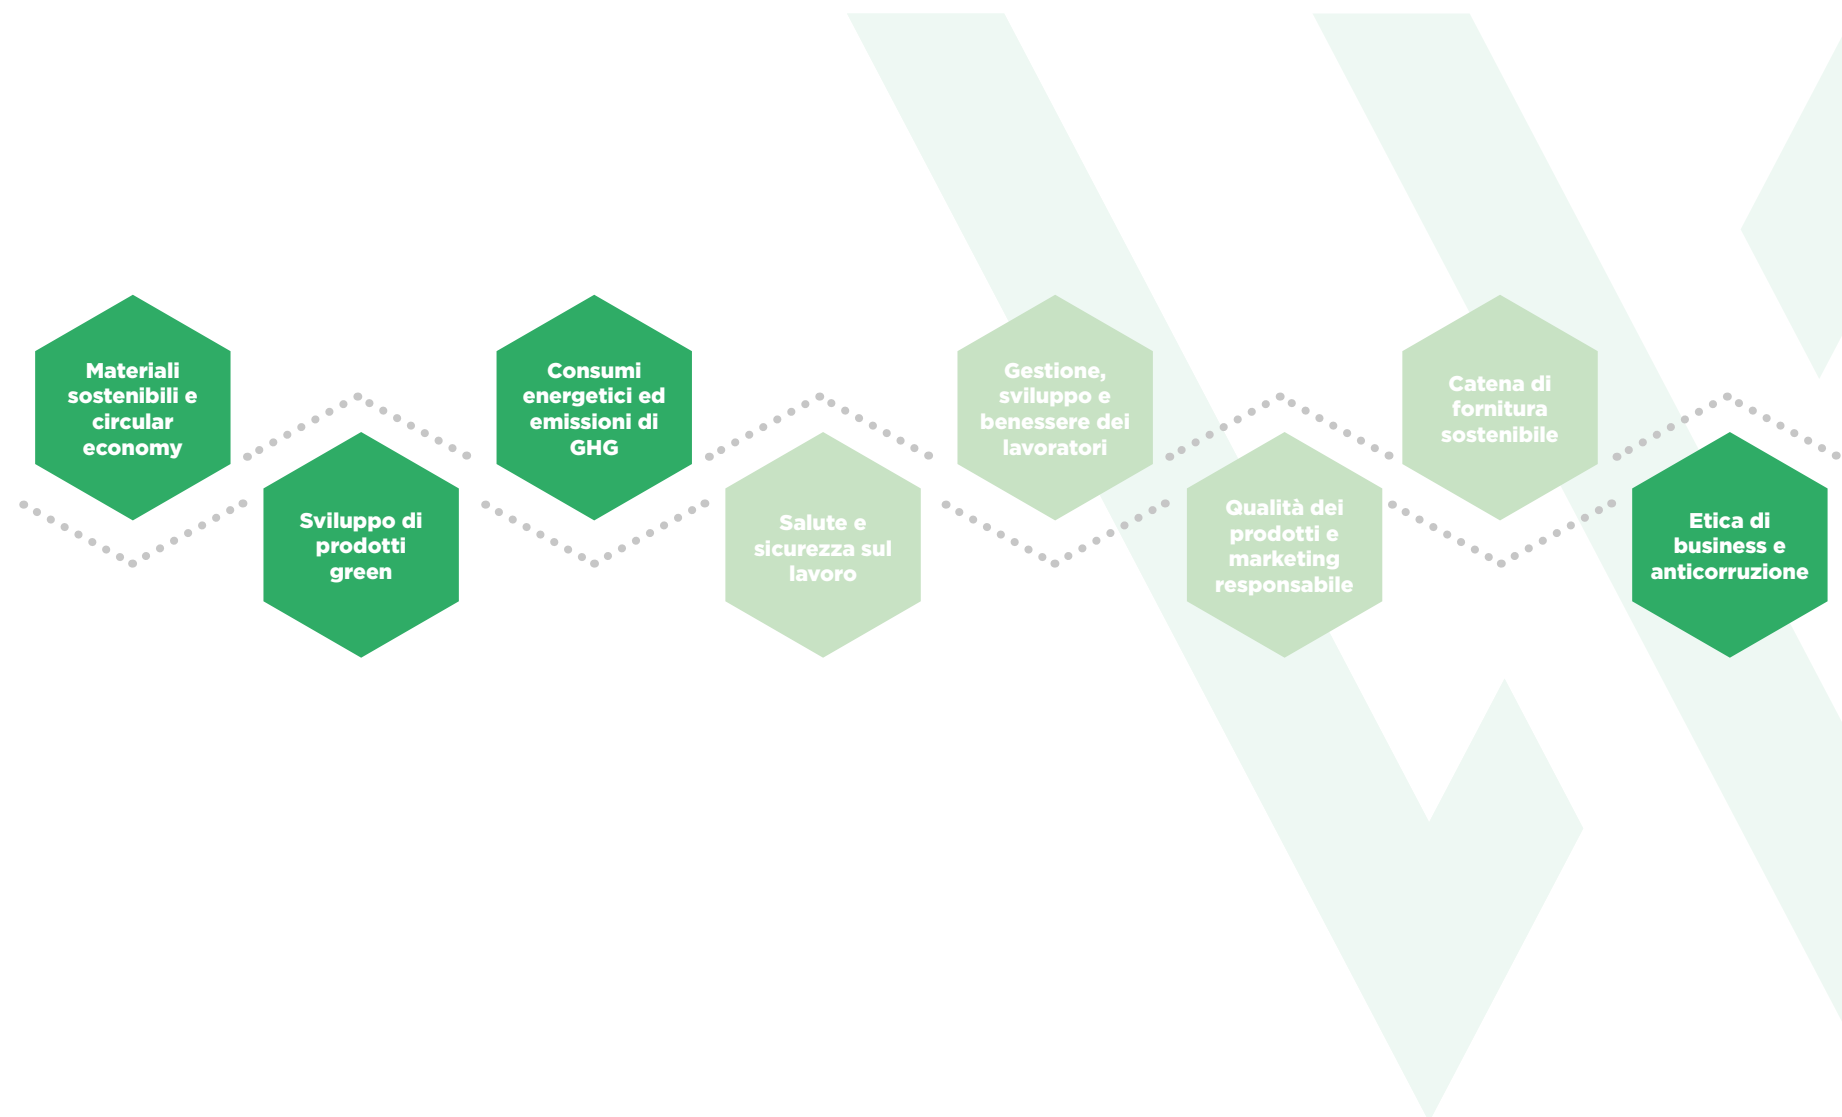 Materiali
sostenibili e
circular
economy
Sviluppo di
prodotti
green
Consumi
energetici ed
emissioni di
GHG
Salute e
sicurezza sul
lavoro
Gestione,
sviluppo e
benessere dei
lavoratori
Qualità dei
prodotti e
marketing
responsabile
Catena di
fornitura
sostenibile
Etica di
business e
anticorruzione